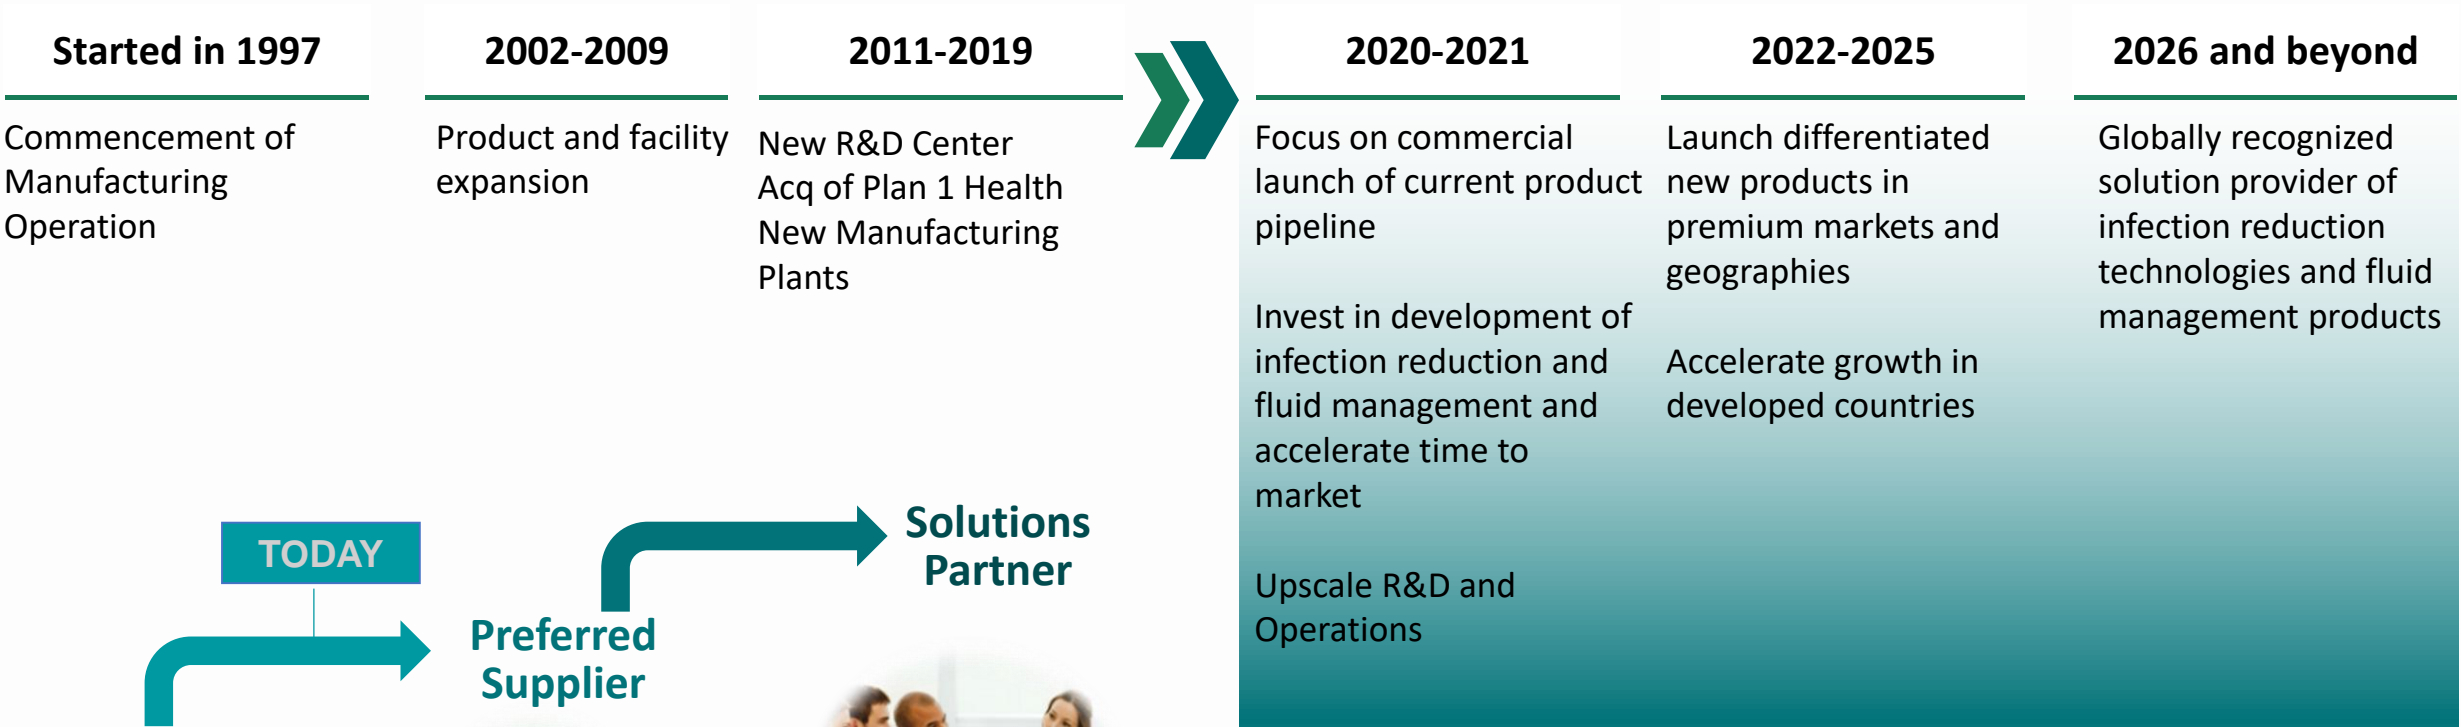 Started in 1997
Commencement of
Manufacturing
Operation
2002-2009
Product and facility
expansion
2011-2019
New R&D Center
Acq of Plan 1 Health
New Manufacturing
Plants
2020-2021
Focus on commercial
launch of current product
pipeline
Invest in development of
infection reduction and
fluid management and
accelerate time to
market
Upscale R&D and
Operations
2022-2025
Launch differentiated
new products in
premium markets and
geographies
Accelerate growth in
developed countries
2026 and beyond
Globally recognized
solution provider of
infection reduction
technologies and fluid
management products
TODAY
Preferred
Supplier
Solutions
Partner